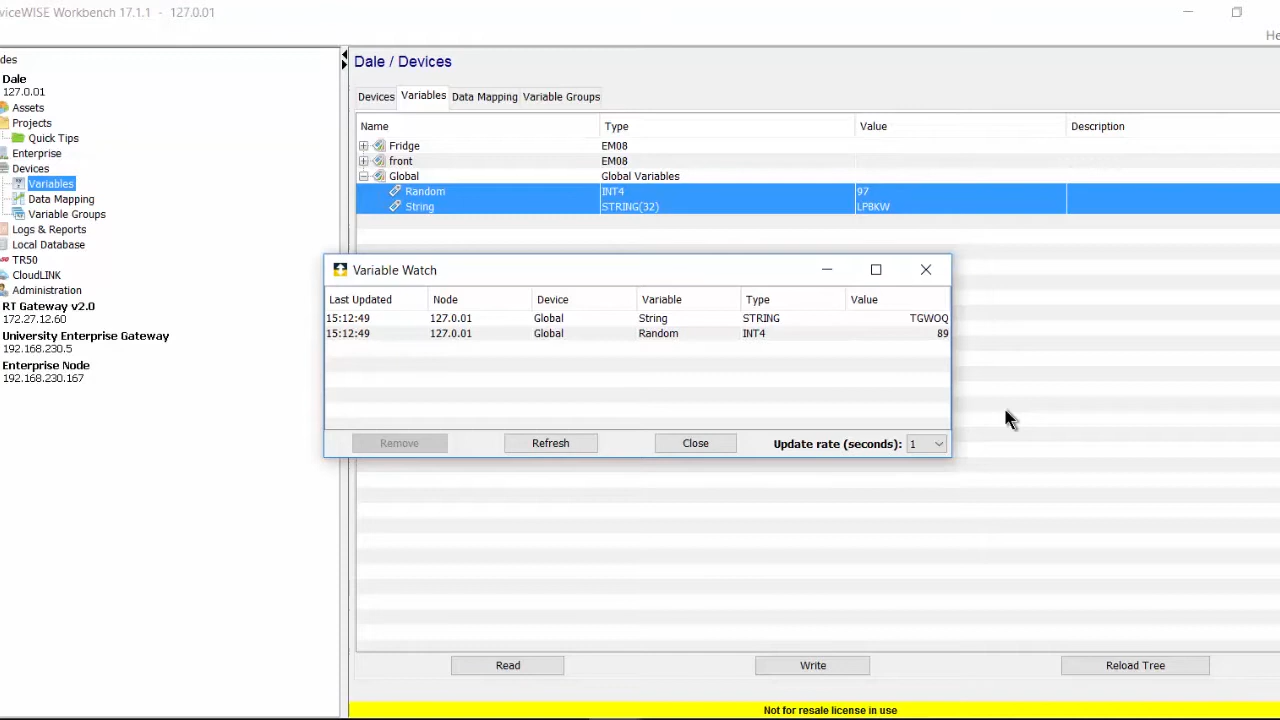 viceWISE Workbench 17.1.1 - 127.0.01
He
des
Dale
127.0.01
Assets
Projects
Quick Tips
Enterprise
Devices
Variables
Data Mapping
Variable Groups
Logs & Reports
Local Database
TR50
CloudLINK
Administration
RT Gateway v2.0
172.27.12.60
University Enterprise Gateway
192.168.230.5
Enterprise Node
192.168.230.167
Dale / Devices
Devices Variables Data Mapping Variable Groups
Name Type Value Description
Fridge EM08
front EM08
Global Global Variables
Random INT4 97
String STRING(32) LPBKW
Variable Watch
Last Updated Node Device Variable Type Value
15:12:49 127.0.01 Global String STRING TGWOQ
15:12:49 127.0.01 Global Random INT4 89
Remove Refresh Close Update rate (seconds): 1
Read Write Reload Tree
Not for resale license in use